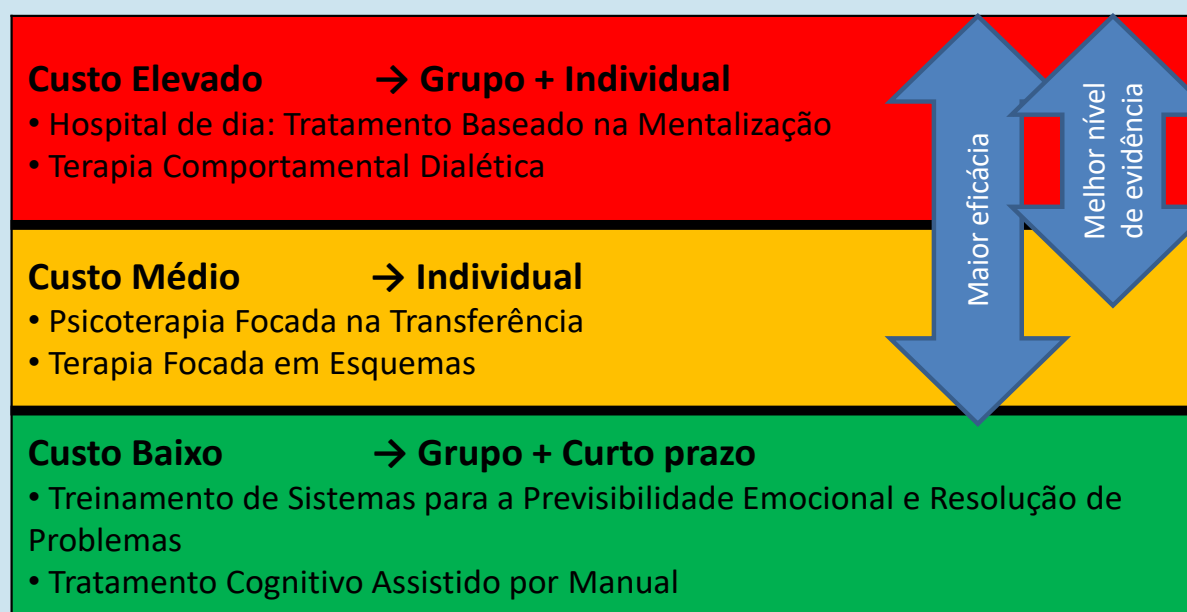 Custo Elevado → Grupo + Individual
• Hospital de dia: Tratamento Baseado na Mentalização
• Terapia Comportamental Dialética
Custo Médio → Individual
• Psicoterapia Focada na Transferência
• Terapia Focada em Esquemas
Custo Baixo → Grupo + Curto prazo
• Treinamento de Sistemas para a Previsibilidade Emocional e Resolução de
Problemas
• Tratamento Cognitivo Assistido por Manual
Maior eficácia
Melhor nível
de evidência